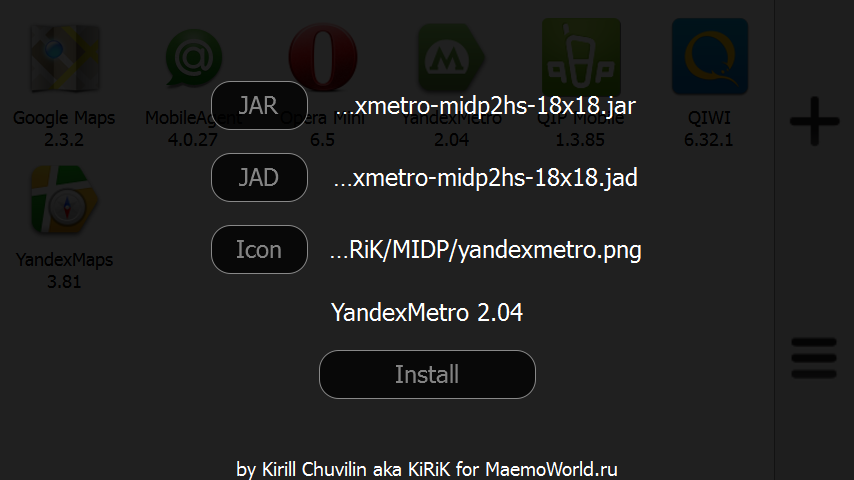 Google Maps
2.3.2
MobileAgent
4.0.27
Opera Mini
6.5
YandexMetro
2.04
QIP Mobile
1.3.85
QIWI
6.32.1
YandexMaps
3.81
JAR ...xmetro-midp2hs-18x18.jar
JAD ...xmetro-midp2hs-18x18.jad
Icon ...RiK/MIDP/yandexmetro.png
YandexMetro 2.04
Install
by Kirill Chuvilin aka KiRiK for MaemoWorld.ru